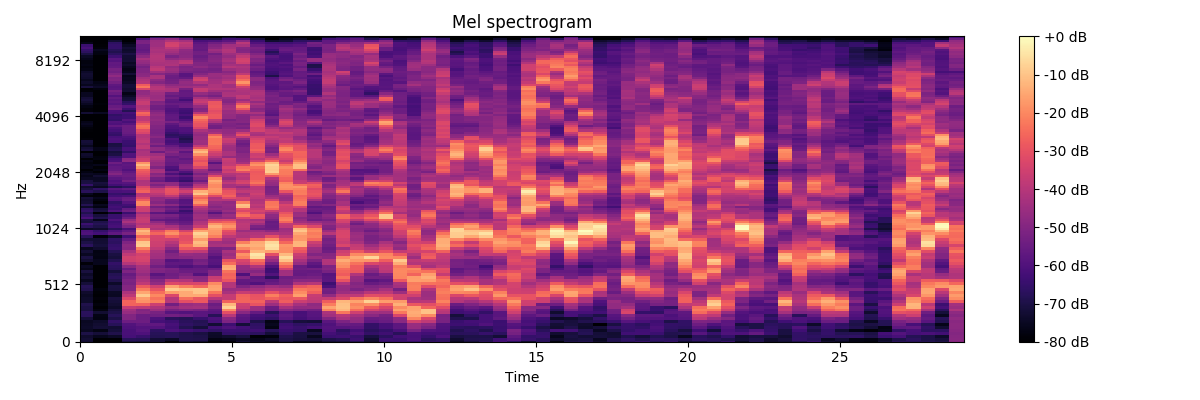 Mel spectrogram
8192
4096
2048
1024
512
0
Hz
0 5 10 15 20 25
Time
+0 dB
-10 dB
-20 dB
-30 dB
-40 dB
-50 dB
-60 dB
-70 dB
-80 dB